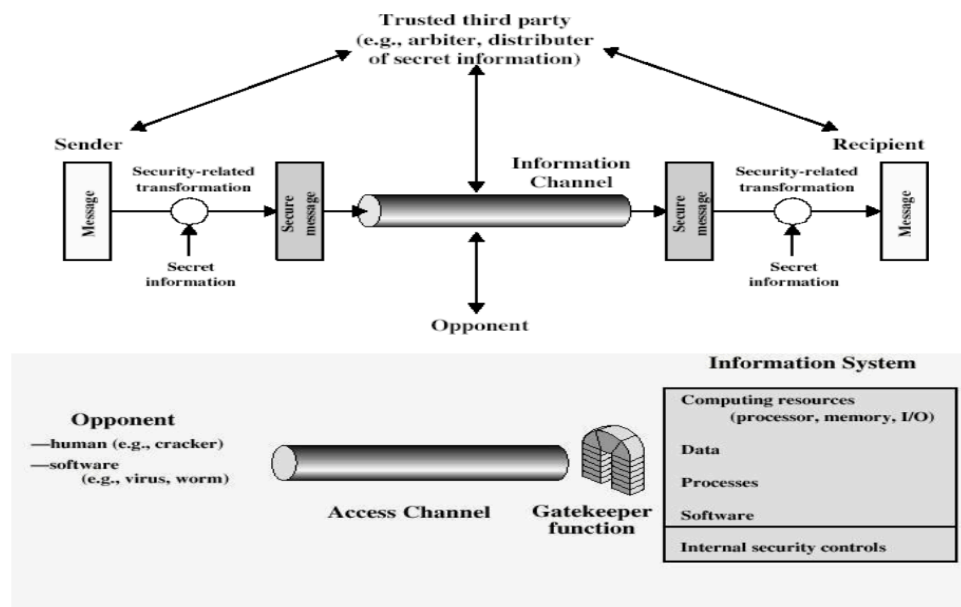 Trusted third party
(e.g., arbiter, distributer
of secret information)
Sender
Recipient
Message
Security-related
transformation
Secret
information
Secure
message
Information
Channel
Secure
message
Security-related
transformation
Secret
information
Message
Opponent
Information System
Opponent
—human (e.g., cracker)
—software
(e.g., virus, worm)
Access Channel
Gatekeeper
function
Computing resources
(processor, memory, I/O)
Data
Processes
Software
Internal security controls